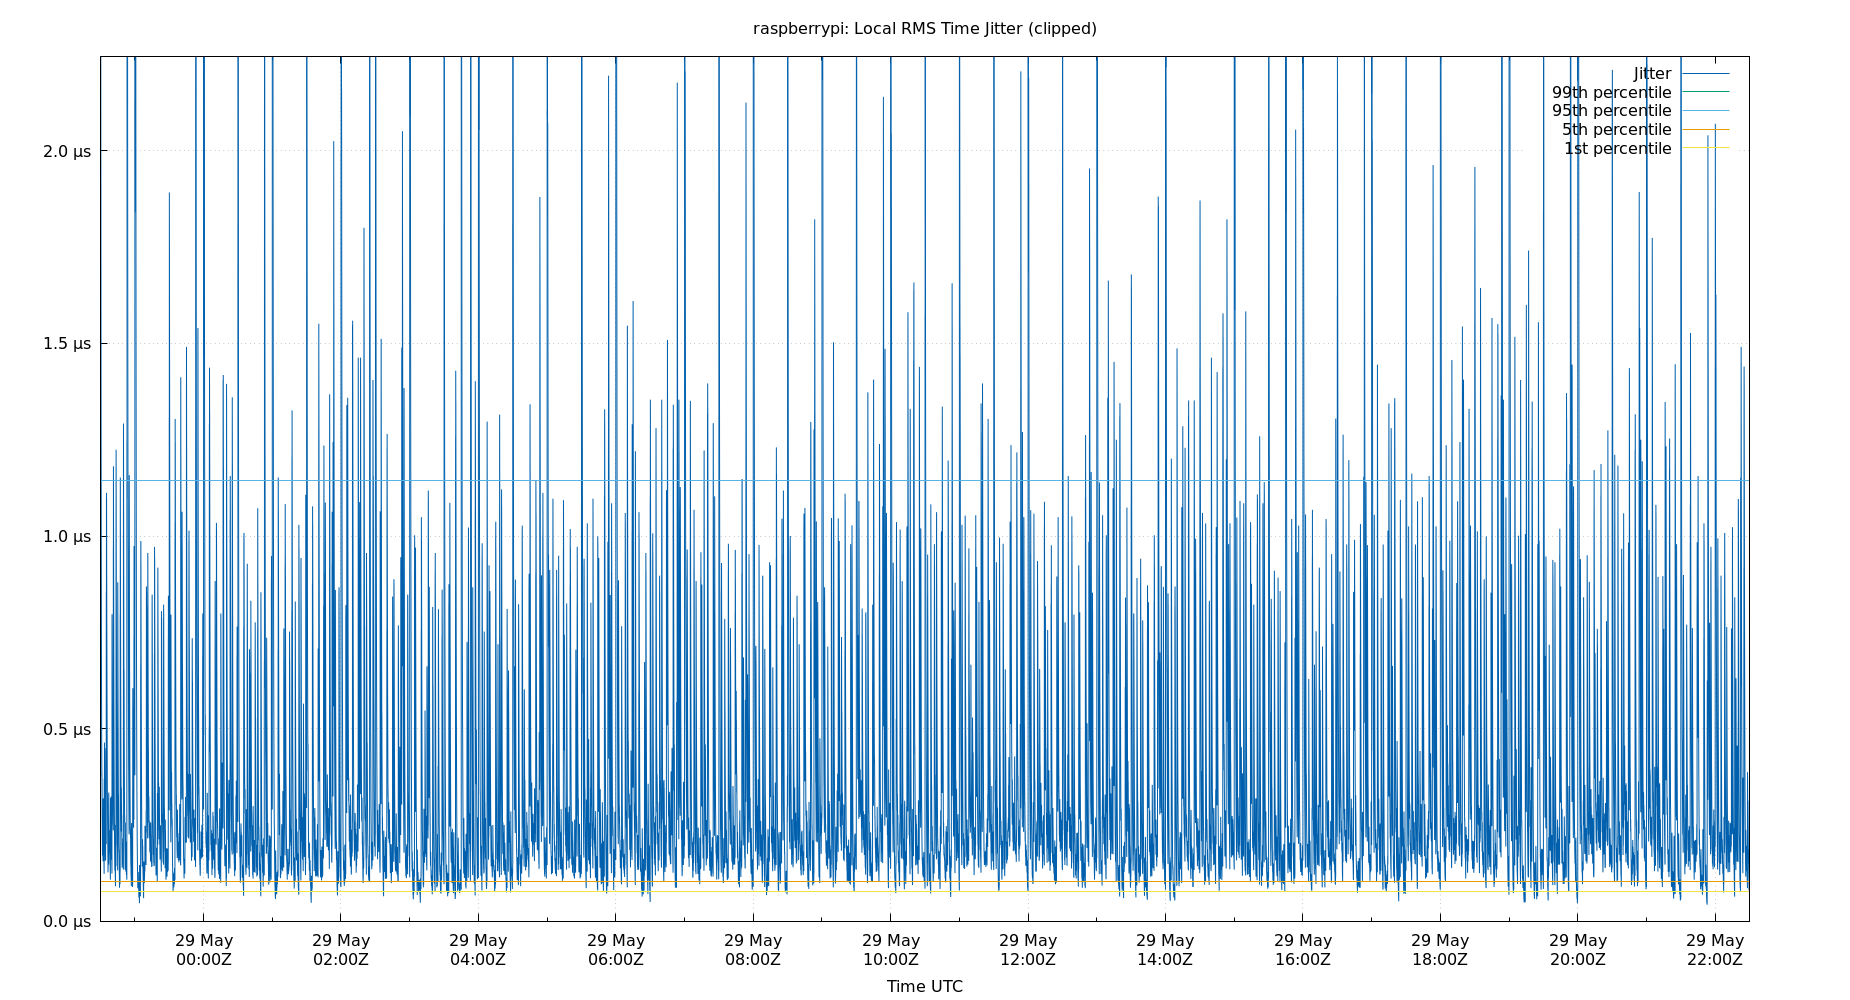 raspberrypi: Local RMS Time Jitter (clipped)
Jitter
99th percentile
95th percentile
5th percentile
1st percentile
2.0 µs
1.5 µs
1.0 µs
0.5 µs
0.0 µs
29 May 29 May 29 May 29 May 29 May 29 May 29 May 29 May 29 May 29 May 29 May 29 May
00:00Z 02:00Z 04:00Z 06:00Z 08:00Z 10:00Z 12:00Z 14:00Z 16:00Z 18:00Z 20:00Z 22:00Z
Time UTC